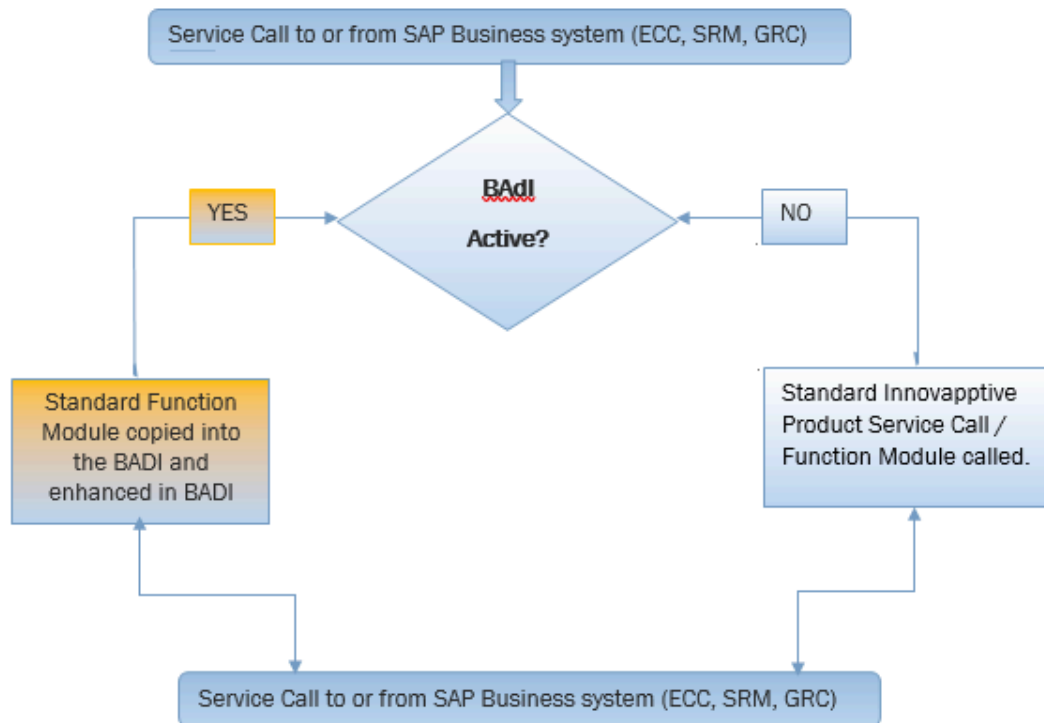 Service Call to or from SAP Business system (ECC, SRM, GRC)
BAdI
Active?
YES
NO
Standard Function
Module copied into
the BADI and
enhanced in BADI
Standard Innovapptive
Product Service Call /
Function Module called.
Service Call to or from SAP Business system (ECC, SRM, GRC)